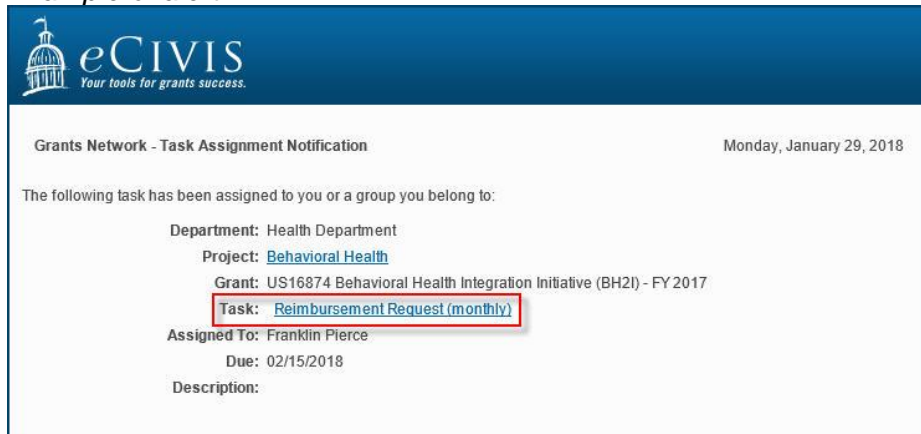 eCIVIS
Your tools for grants success.
Grants Network - Task Assignment Notification Monday, January 29, 2018
The following task has been assigned to you or a group you belong to:
Department: Health Department
Project: Behavioral Health
Grant: US16874 Behavioral Health Integration Initiative (BH2I) - FY 2017
Task: Reimbursement Request (monthly)
Assigned To: Franklin Pierce
Due: 02/15/2018
Description: